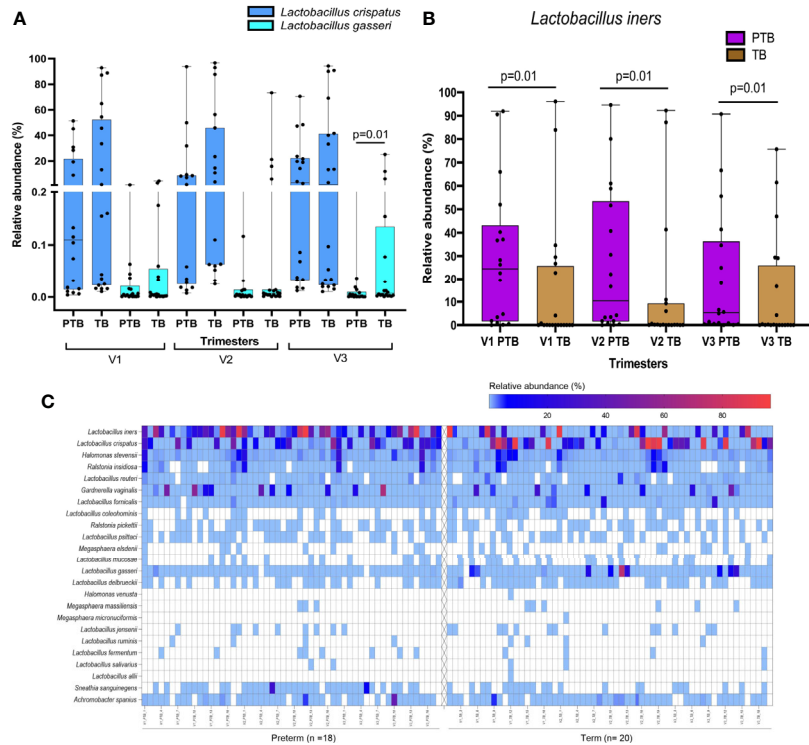 A
Lactobacillus crispatus
Lactobacillus gasseri
Relative abundance (%)
100
80
60
40
20
0.2
0.1
0.0
p=0.01
PTB TB PTB TB PTB TB PTB TB PTB TB PTB TB
Trimesters
V1 V2 V3
B
Lactobacillus iners
PTB
TB
p=0.01 p=0.01 p=0.01
Relative abundance (%)
100
90
80
70
60
50
40
30
20
10
0
V1 PTB V1 TB V2 PTB V2 TB V3 PTB V3 TB
Trimesters
C
Relative abundance (%)
20 40 60 80
Lactobacillus iners
Lactobacillus crispatus
Halomonas stevensii
Ralstonia insidiosa
Lactobacillus reuteri
Gardnerella vaginalis
Lactobacillus fornicalis
Lactobacillus coleohominis
Ralstonia pickettii
Lactobacillus psittaci
Megasphaera elsdenii
Lactobacillus mucosae
Lactobacillus gasseri
Lactobacillus delbrueckii
Halomonas venusta
Megasphaera massiliensis
Megasphaera micronuciformis
Lactobacillus jensenii
Lactobacillus ruminis
Lactobacillus fermentum
Lactobacillus salivarius
Lactobacillus allii
Sneathia sanguinegens
Achromobacter spanius
Preterm (n =18) Term (n= 20)